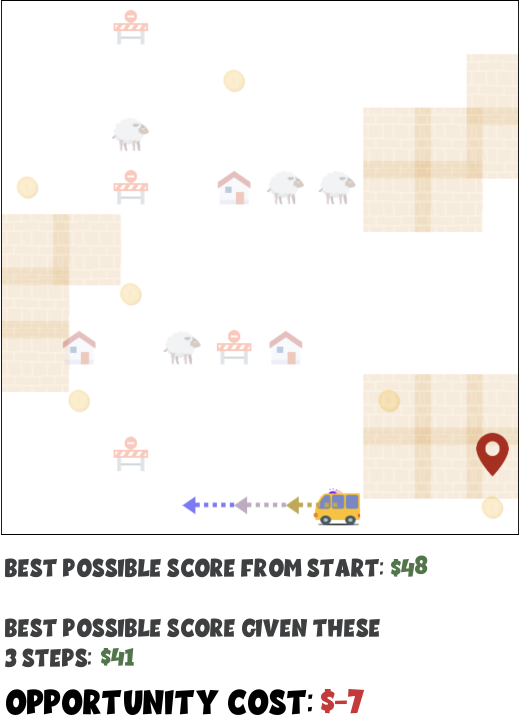 BEST POSSIBLE SCORE FROM START: $48
BEST POSSIBLE SCORE GIVEN THESE
3 STEPS: $41
OPPORTUNITY COST: $-7